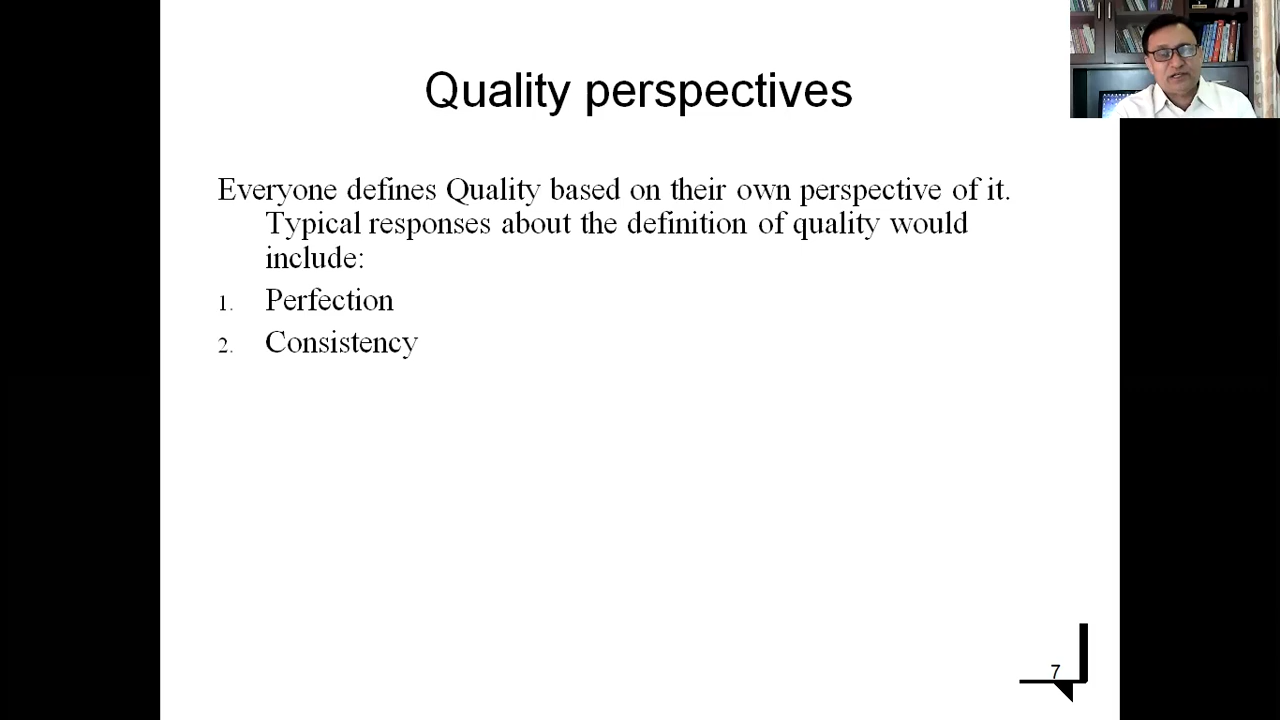 Quality perspectives
Everyone defines Quality based on their own perspective of it.
Typical responses about the definition of quality would
include:
1. Perfection
2. Consistency
7